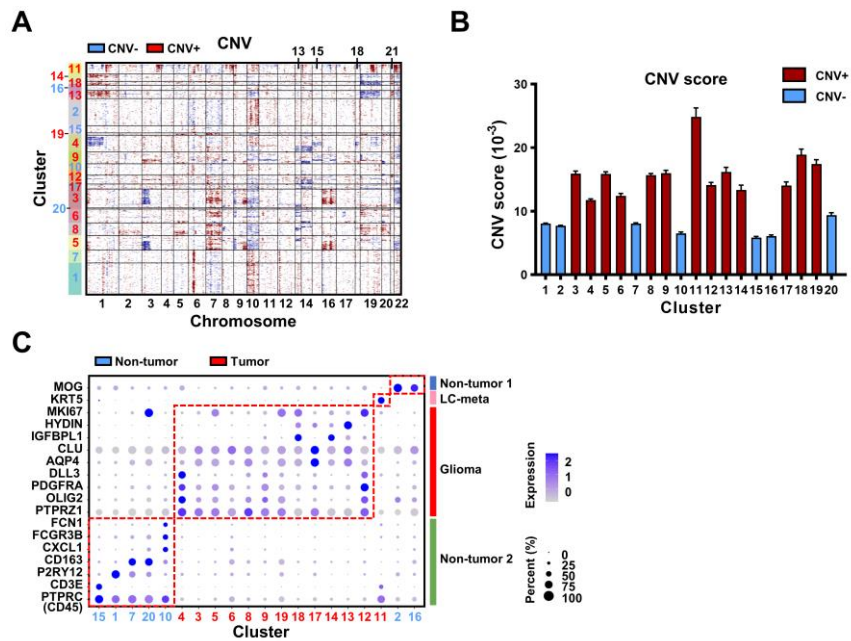 A
CNV- CNV+ CNV
13 15 18 21
11
14
18
16
13
2
15
19
4
9
10
12
17
3
20
6
8
5
7
1
Cluster
1 2 3 4 5 6 7 8 9 10 11 12 14 16 17 19 20 22
Chromosome
B
CNV score
CNV+
CNV-
CNV score (10⁻³)
30
20
10
0
1 2 3 4 5 6 7 8 9 10 11 12 13 14 15 16 17 18 19 20
Cluster
C
Non-tumor Tumor
MOG
KRT5
MKI67
HYDIN
IGFBPL1
CLU
AQP4
DLL3
PDGFRA
OLIG2
PTPRZ1
FCN1
FCGR3B
CXCL1
CD163
P2RY12
CD3E
PTPRC
(CD45)
15 1 7 20 10 4 3 5 6 8 9 19 18 17 14 13 12 11 2 16
Cluster
Non-tumor 1
LC-meta
Glioma
Non-tumor 2
Expression
2
1
0
Percent (%)
0
25
50
75
100